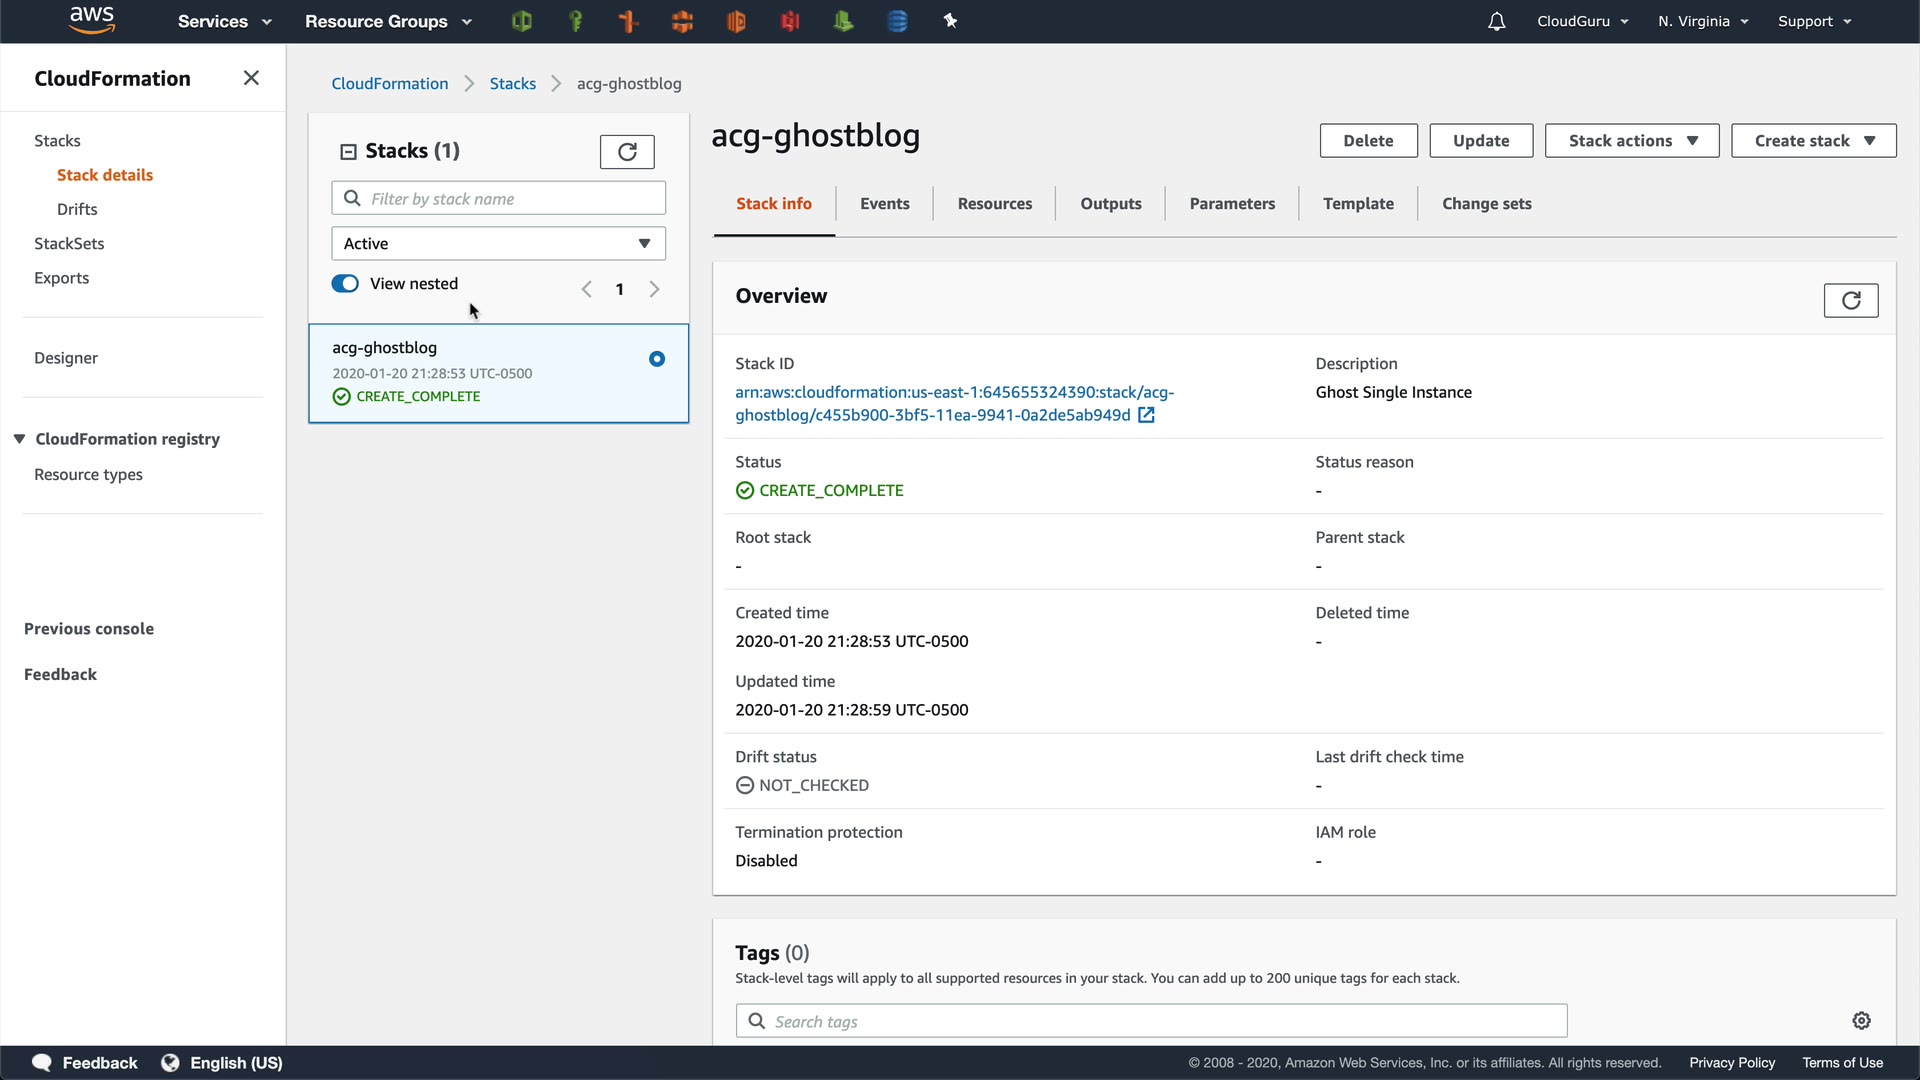 aws
Services
Resource Groups
CloudGuru
N. Virginia
Support
CloudFormation
Stacks
Stack details
Drifts
StackSets
Exports
Designer
CloudFormation registry
Resource types
Previous console
Feedback
CloudFormation
Stacks
acg-ghostblog
Stacks (1)
Filter by stack name
Active
View nested
1
acg-ghostblog
2020-01-20 21:28:53 UTC-0500
CREATE_COMPLETE
acg-ghostblog
Delete
Update
Stack actions
Create stack
Stack info
Events
Resources
Outputs
Parameters
Template
Change sets
Overview
Stack ID
arn:aws:cloudformation:us-east-1:645655324390:stack/acg-
ghostblog/c455b900-3bf5-11ea-9941-0a2de5ab949d
Description
Ghost Single Instance
Status
CREATE_COMPLETE
Status reason
-
Root stack
-
Parent stack
-
Created time
2020-01-20 21:28:53 UTC-0500
Deleted time
-
Updated time
2020-01-20 21:28:59 UTC-0500
Drift status
NOT_CHECKED
Last drift check time
-
Termination protection
Disabled
IAM role
-
Tags (0)
Stack-level tags will apply to all supported resources in your stack. You can add up to 200 unique tags for each stack.
Search tags
Feedback
English (US)
© 2008 - 2020, Amazon Web Services, Inc. or its affiliates. All rights reserved.
Privacy Policy
Terms of Use